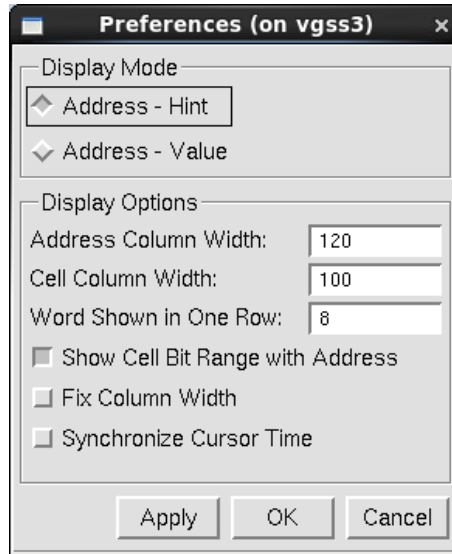 Preferences (on vgss3)
Display Mode
Address - Hint
Address - Value
Display Options
Address Column Width: 120
Cell Column Width: 100
Word Shown in One Row: 8
Show Cell Bit Range with Address
Fix Column Width
Synchronize Cursor Time
Apply OK Cancel